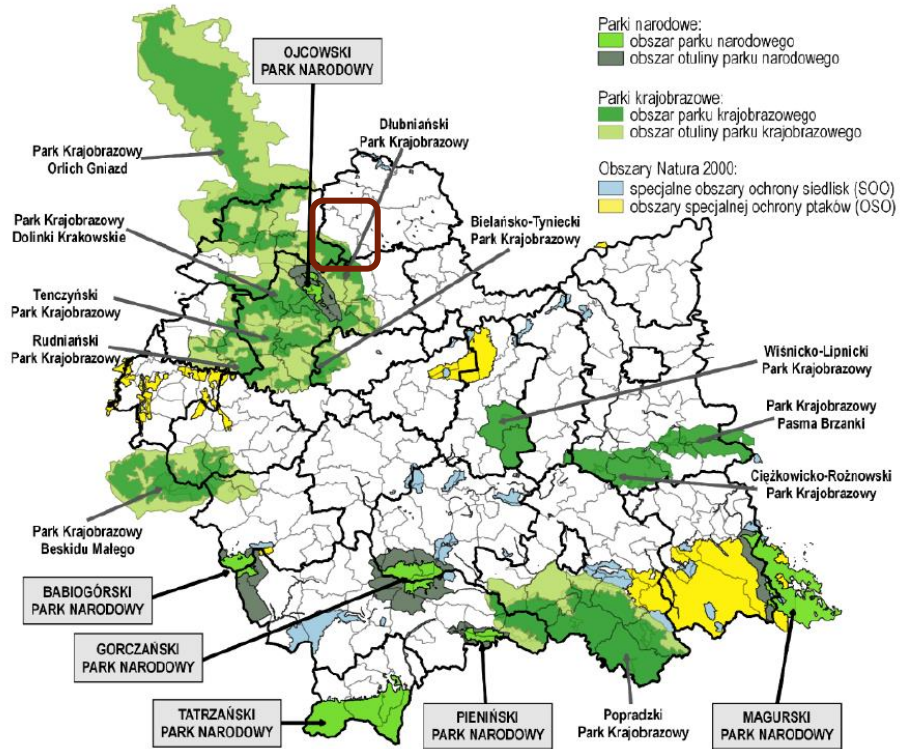 Parki narodowe:
obszar parku narodowego
obszar otuliny parku narodowego
Parki krajobrazowe:
obszar parku krajobrazowego
obszar otuliny parku krajobrazowego
Obszary Natura 2000:
specjalne obszary ochrony siedlisk (SOO)
obszary specjalnej ochrony ptaków (OSO)
OJCOWSKI
PARK NARODOWY
Dłubniański
Park Krajobrazowy
Park Krajobrazowy
Orlich Gniazd
Park Krajobrazowy
Dolinki Krakowskie
Bielańsko-Tyniecki
Park Krajobrazowy
Tenczyński
Park Krajobrazowy
Rudniański
Park Krajobrazowy
Wiśnicko-Lipnicki
Park Krajobrazowy
Park Krajobrazowy
Pasma Brzanki
Ciężkowicko-Rożnowski
Park Krajobrazowy
Park Krajobrazowy
Beskidu Małego
BABIOGÓRSKI
PARK NARODOWY
GORCZAŃSKI
PARK NARODOWY
TATRZAŃSKI
PARK NARODOWY
PIENIŃSKI
PARK NARODOWY
Popradzki
Park Krajobrazowy
MAGURSKI
PARK NARODOWY